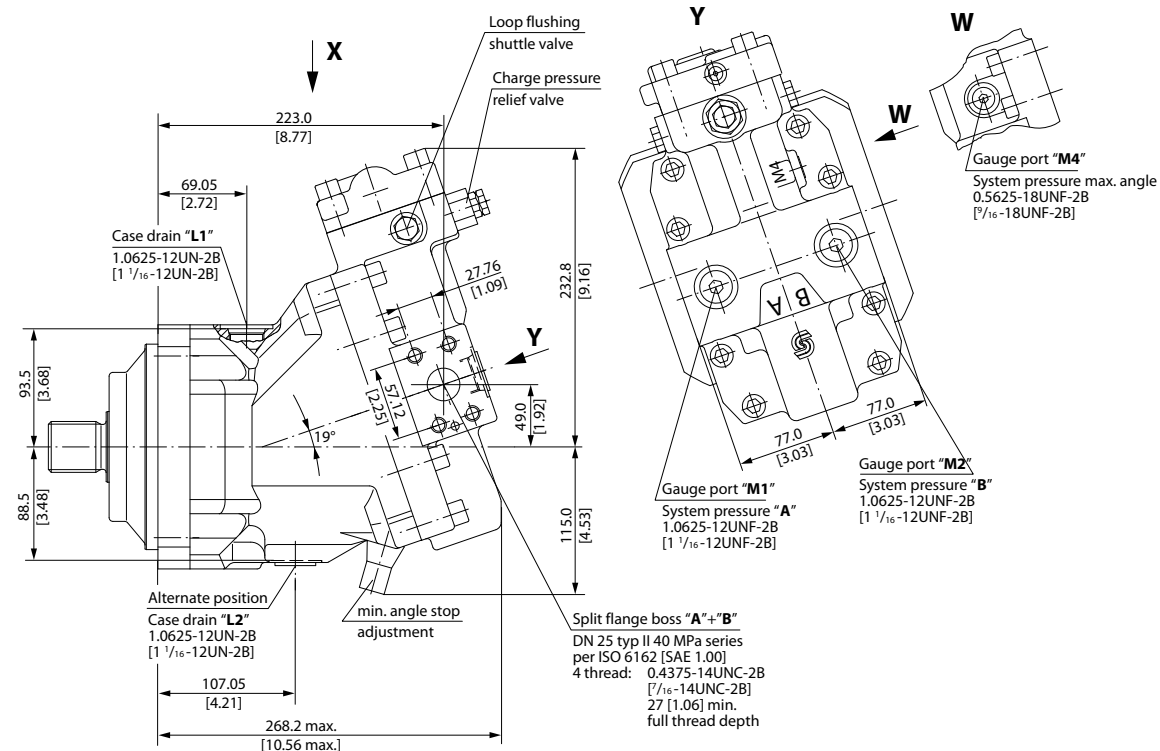 X
Loop flushing
shuttle valve
Charge pressure
relief valve
223.0
[8.77]
69.05
[2.72]
Case drain "L1"
1.0625-12UN-2B
[1 1/16-12UN-2B]
27.76
[1.09]
232.8
[9.16]
Y
93.5
[3.68]
57.12
[2.25]
49.0
[1.92]
19°
88.5
[3.48]
115.0
[4.53]
Alternate position
Case drain "L2"
1.0625-12UN-2B
[1 1/16-12UN-2B]
min. angle stop
adjustment
107.05
[4.21]
268.2 max.
[10.56 max.]
Split flange boss "A"+"B"
DN 25 typ II 40 MPa series
per ISO 6162 [SAE 1.00]
4 thread: 0.4375-14UNC-2B
[7/16-14UNC-2B]
27 [1.06] min.
full thread depth
Y
W
M4
B A
77.0
[3.03]
77.0
[3.03]
Gauge port "M1"
System pressure "A"
1.0625-12UNF-2B
[1 1/16-12UNF-2B]
Gauge port "M2"
System pressure "B"
1.0625-12UNF-2B
[1 1/16-12UNF-2B]
W
Gauge port "M4"
System pressure max. angle
0.5625-18UNF-2B
[9/16-18UNF-2B]